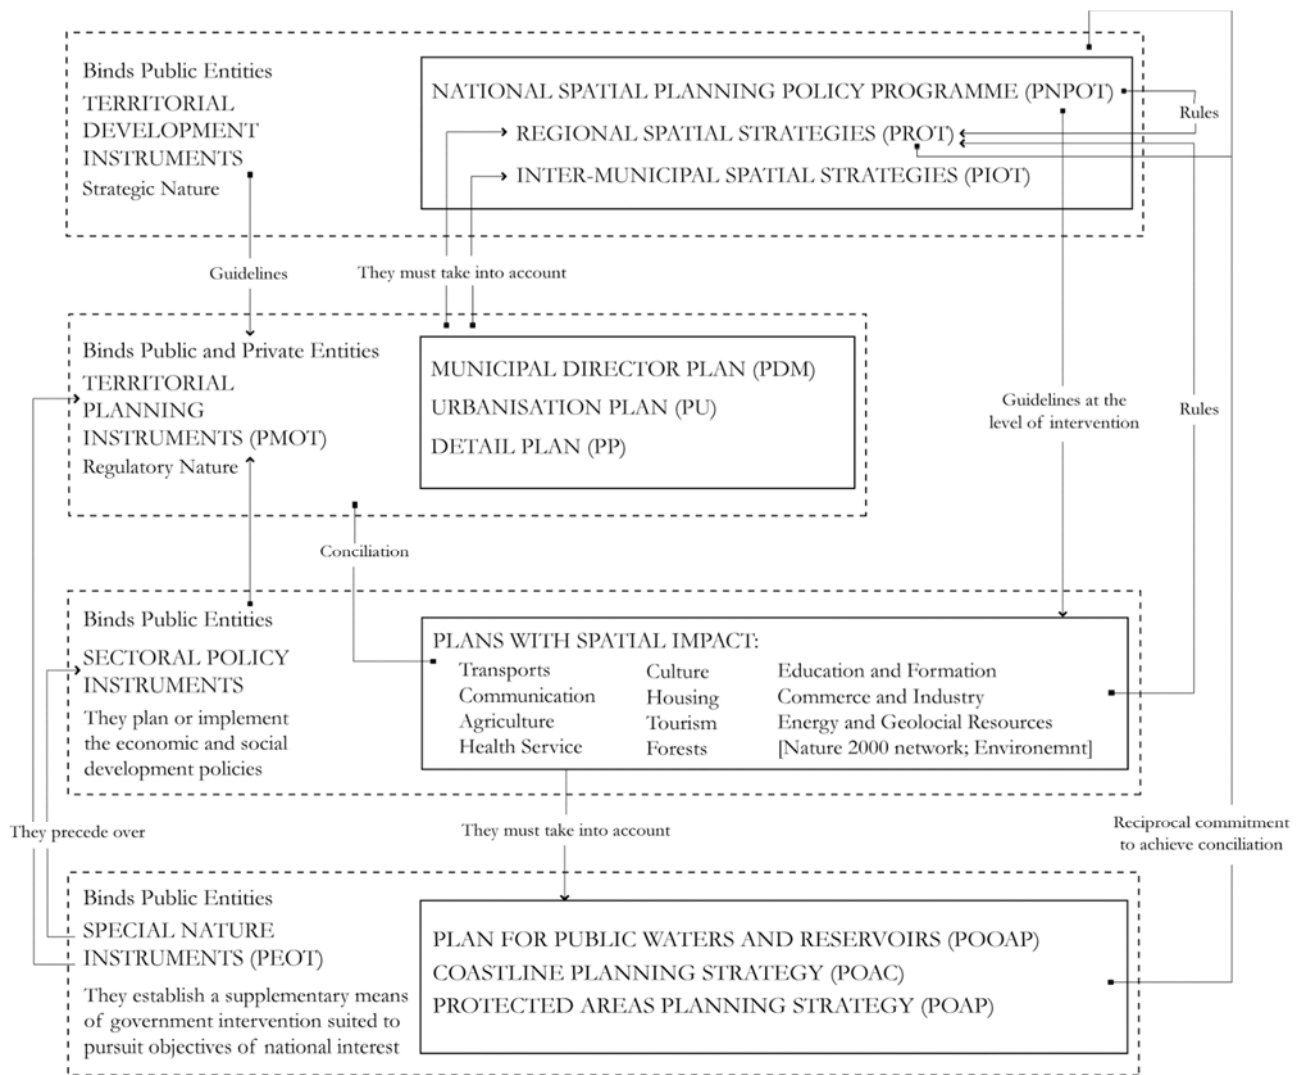 Binds Public Entities
TERRITORIAL
DEVELOPMENT
INSTRUMENTS
Strategic Nature
NATIONAL SPATIAL PLANNING POLICY PROGRAMME (PNPOT)
REGIONAL SPATIAL STRATEGIES (PROT)
INTER-MUNICIPAL SPATIAL STRATEGIES (PIOT)
Rules
Guidelines
They must take into account
Binds Public and Private Entities
TERRITORIAL
PLANNING
INSTRUMENTS (PMOT)
Regulatory Nature
MUNICIPAL DIRECTOR PLAN (PDM)
URBANISATION PLAN (PU)
DETAIL PLAN (PP)
Guidelines at the
level of intervention
Rules
Conciliation
Binds Public Entities
SECTORAL POLICY
INSTRUMENTS
They plan or implement
the economic and social
development policies
PLANS WITH SPATIAL IMPACT:
Transports Culture Education and Formation
Communication Housing Commerce and Industry
Agriculture Tourism Energy and Geolocial Resources
Health Service Forests [Nature 2000 network; Environemnt]
They precede over
They must take into account
Reciprocal commitment
to achieve conciliation
Binds Public Entities
SPECIAL NATURE
INSTRUMENTS (PEOT)
They establish a supplementary means
of government intervention suited to
pursuit objectives of national interest
PLAN FOR PUBLIC WATERS AND RESERVOIRS (POOAP)
COASTLINE PLANNING STRATEGY (POAC)
PROTECTED AREAS PLANNING STRATEGY (POAP)